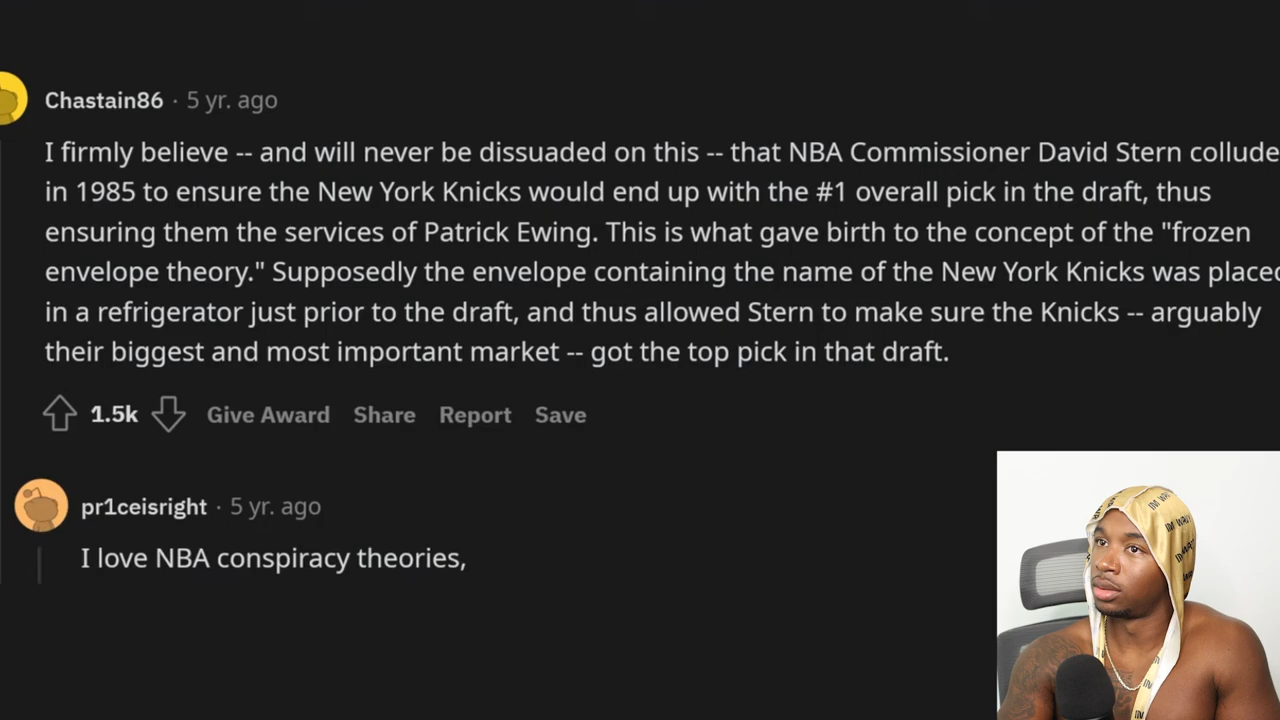 Chastain86 · 5 yr. ago
I firmly believe -- and will never be dissuaded on this -- that NBA Commissioner David Stern collude
in 1985 to ensure the New York Knicks would end up with the #1 overall pick in the draft, thus
ensuring them the services of Patrick Ewing. This is what gave birth to the concept of the "frozen
envelope theory." Supposedly the envelope containing the name of the New York Knicks was placed
in a refrigerator just prior to the draft, and thus allowed Stern to make sure the Knicks -- arguably
their biggest and most important market -- got the top pick in that draft.
1.5k Give Award Share Report Save
pr1ceisright · 5 yr. ago
I love NBA conspiracy theories,